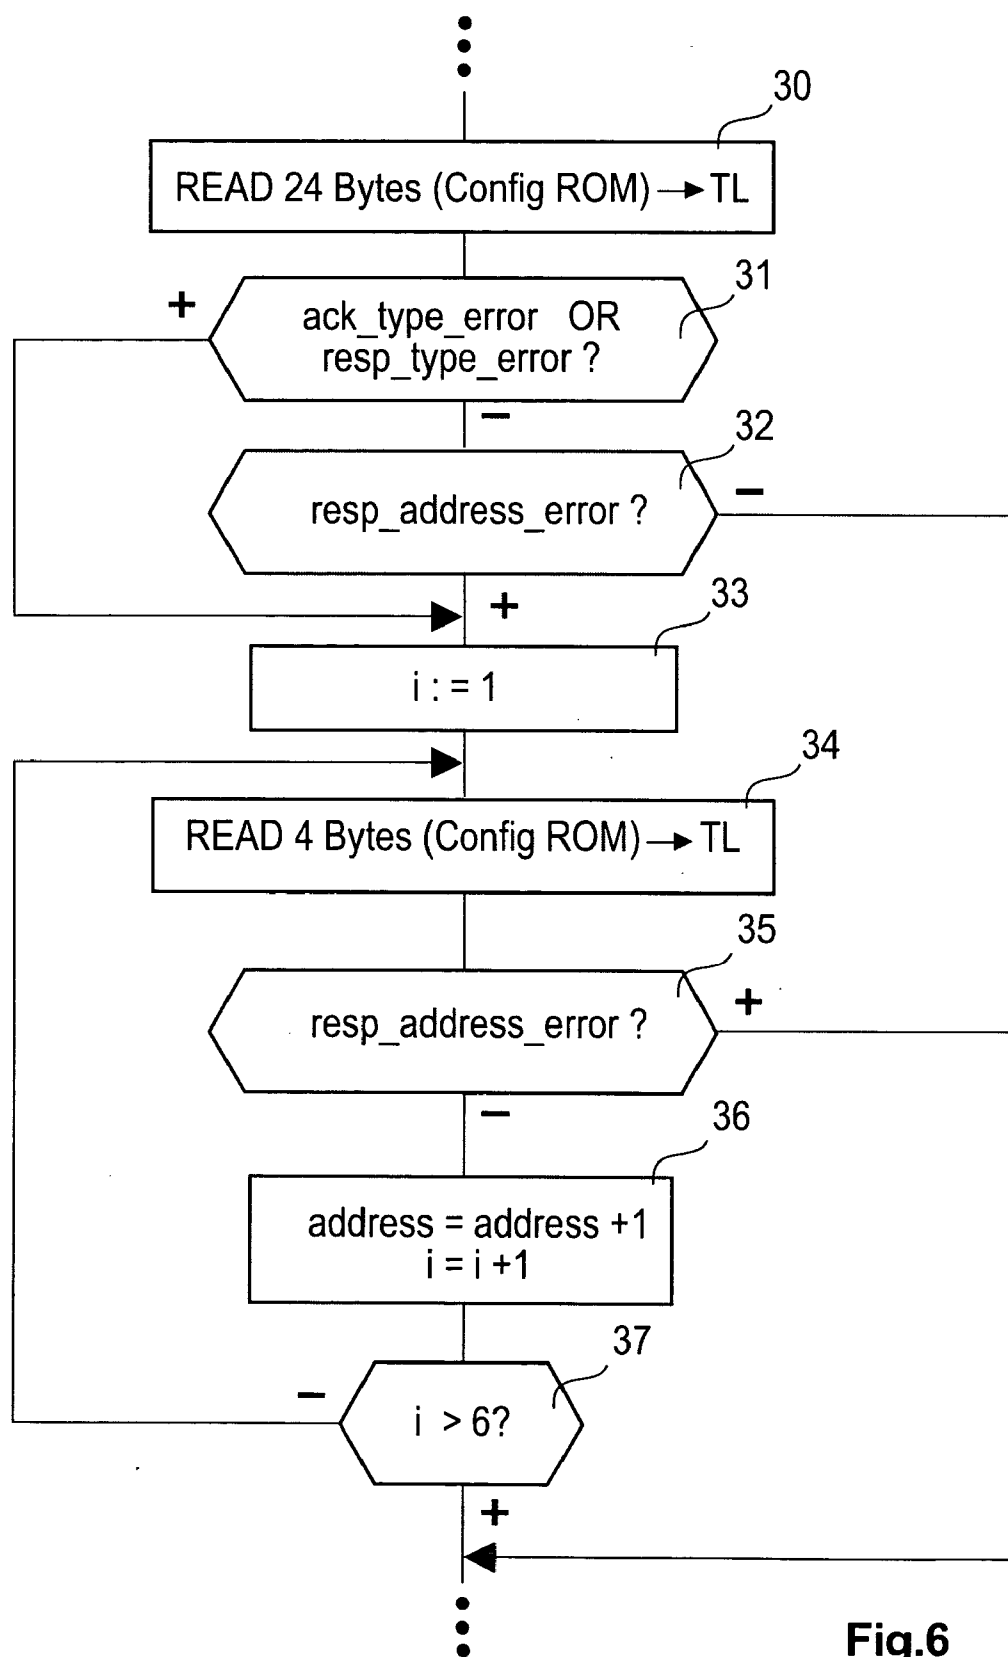 30
READ 24 Bytes (Config ROM) → TL
31
+
ack_type_error OR
resp_type_error ?
−
32
−
resp_address_error ?
+
33
i : = 1
34
READ 4 Bytes (Config ROM) → TL
35
+
resp_address_error ?
−
36
address = address +1
i = i +1
37
−
i > 6?
+
Fig.6